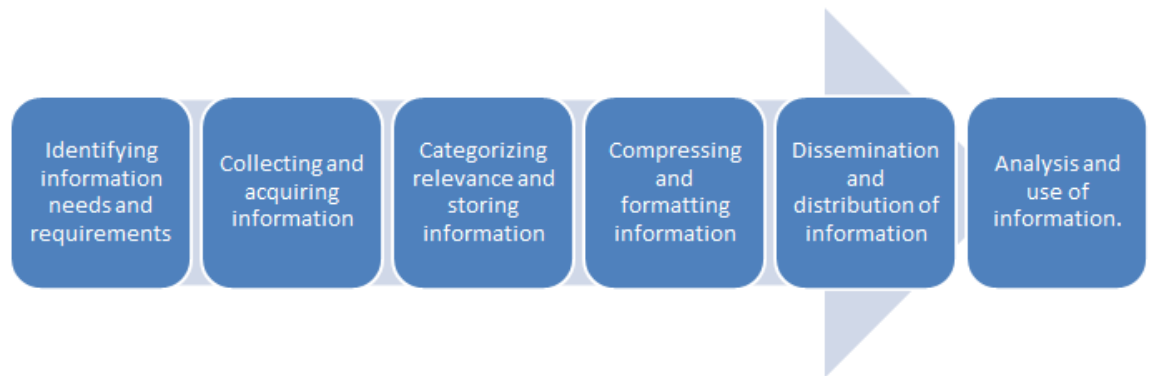 Identifying
information
needs and
requirements
Collecting and
acquiring
information
Categorizing
relevance and
storing
information
Compressing
and
formatting
information
Dissemination
and
distribution of
information
Analysis and
use of
information.